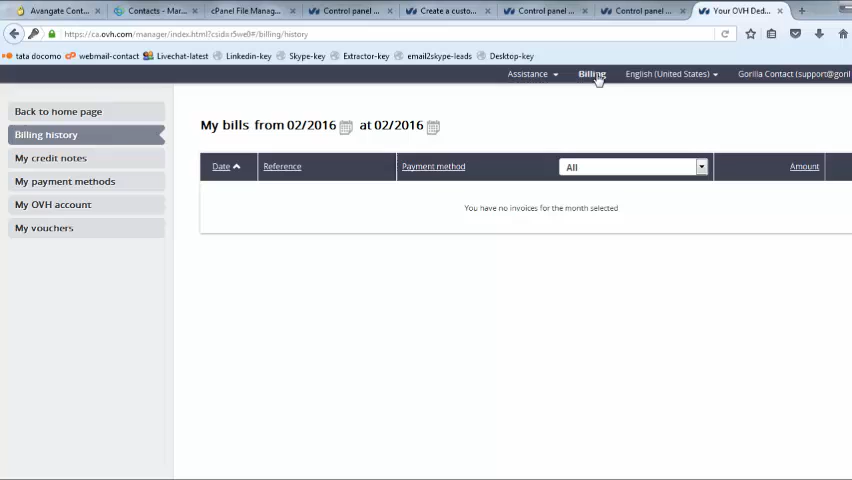 Avangate Cont...
Contacts - Mar...
cPanel File Manag...
Control panel ...
Create a custo...
Control panel ...
Control panel ...
Your OVH Ded...
https://ca.ovh.com/manager/index.html?csid=r5we0#/billing/history
tata docomo
webmail-contact
Livechat-latest
Linkedin-key
Skype-key
Extractor-key
email2skype-leads
Desktop-key
Assistance
Billing
English (United States)
Gorilla Contact (support@goril
Back to home page
Billing history
My credit notes
My payment methods
My OVH account
My vouchers
My bills from 02/2016 at 02/2016
Date Reference Payment method All Amount
You have no invoices for the month selected